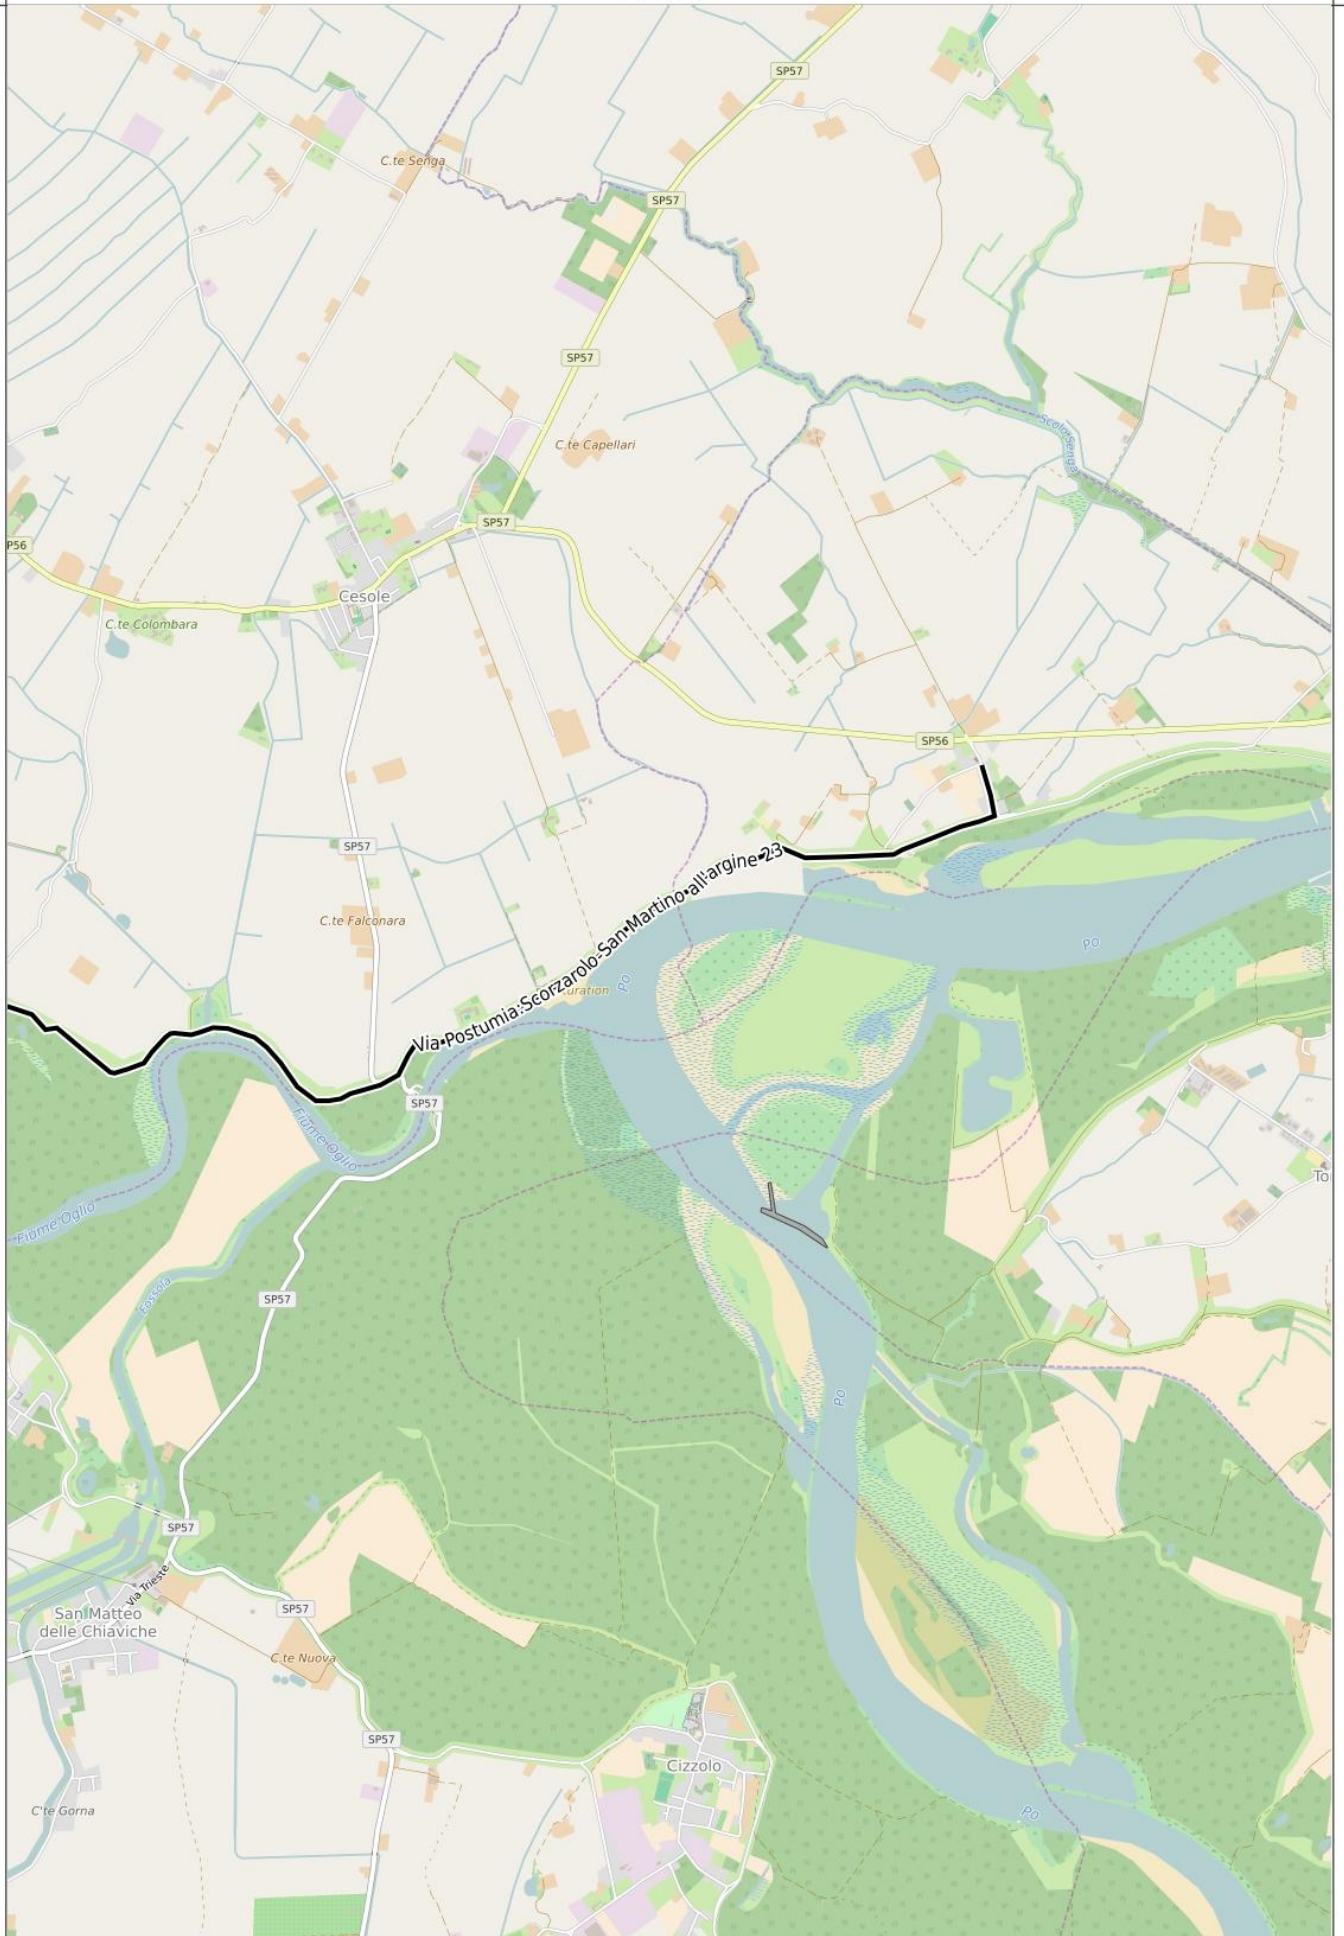 SP57
C.te Senga
SP57
SP57
Scolo Senga
C.te Capellari
SP57
P56
Cesole
C.te Colombara
SP56
SP57
Via Postumia:Scorzarolo-San Martino all'argine 23
C.te Falconara
Po
Po
SP57
Fiume Oglio
Fiume Oglio
To
Fossola
SP57
Po
SP57
Via Trieste
San Matteo
delle Chiaviche
SP57
C.te Nuova
SP57
Cizzolo
C'te Gorna
Po